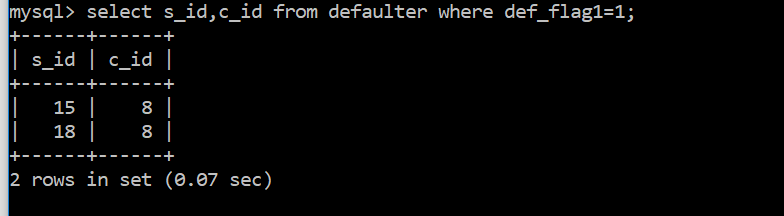 mysql> select s_id,c_id from defaulter where def_flag1=1;
+------+------+
| s_id | c_id |
+------+------+
|   15 |    8 |
|   18 |    8 |
+------+------+
2 rows in set (0.07 sec)